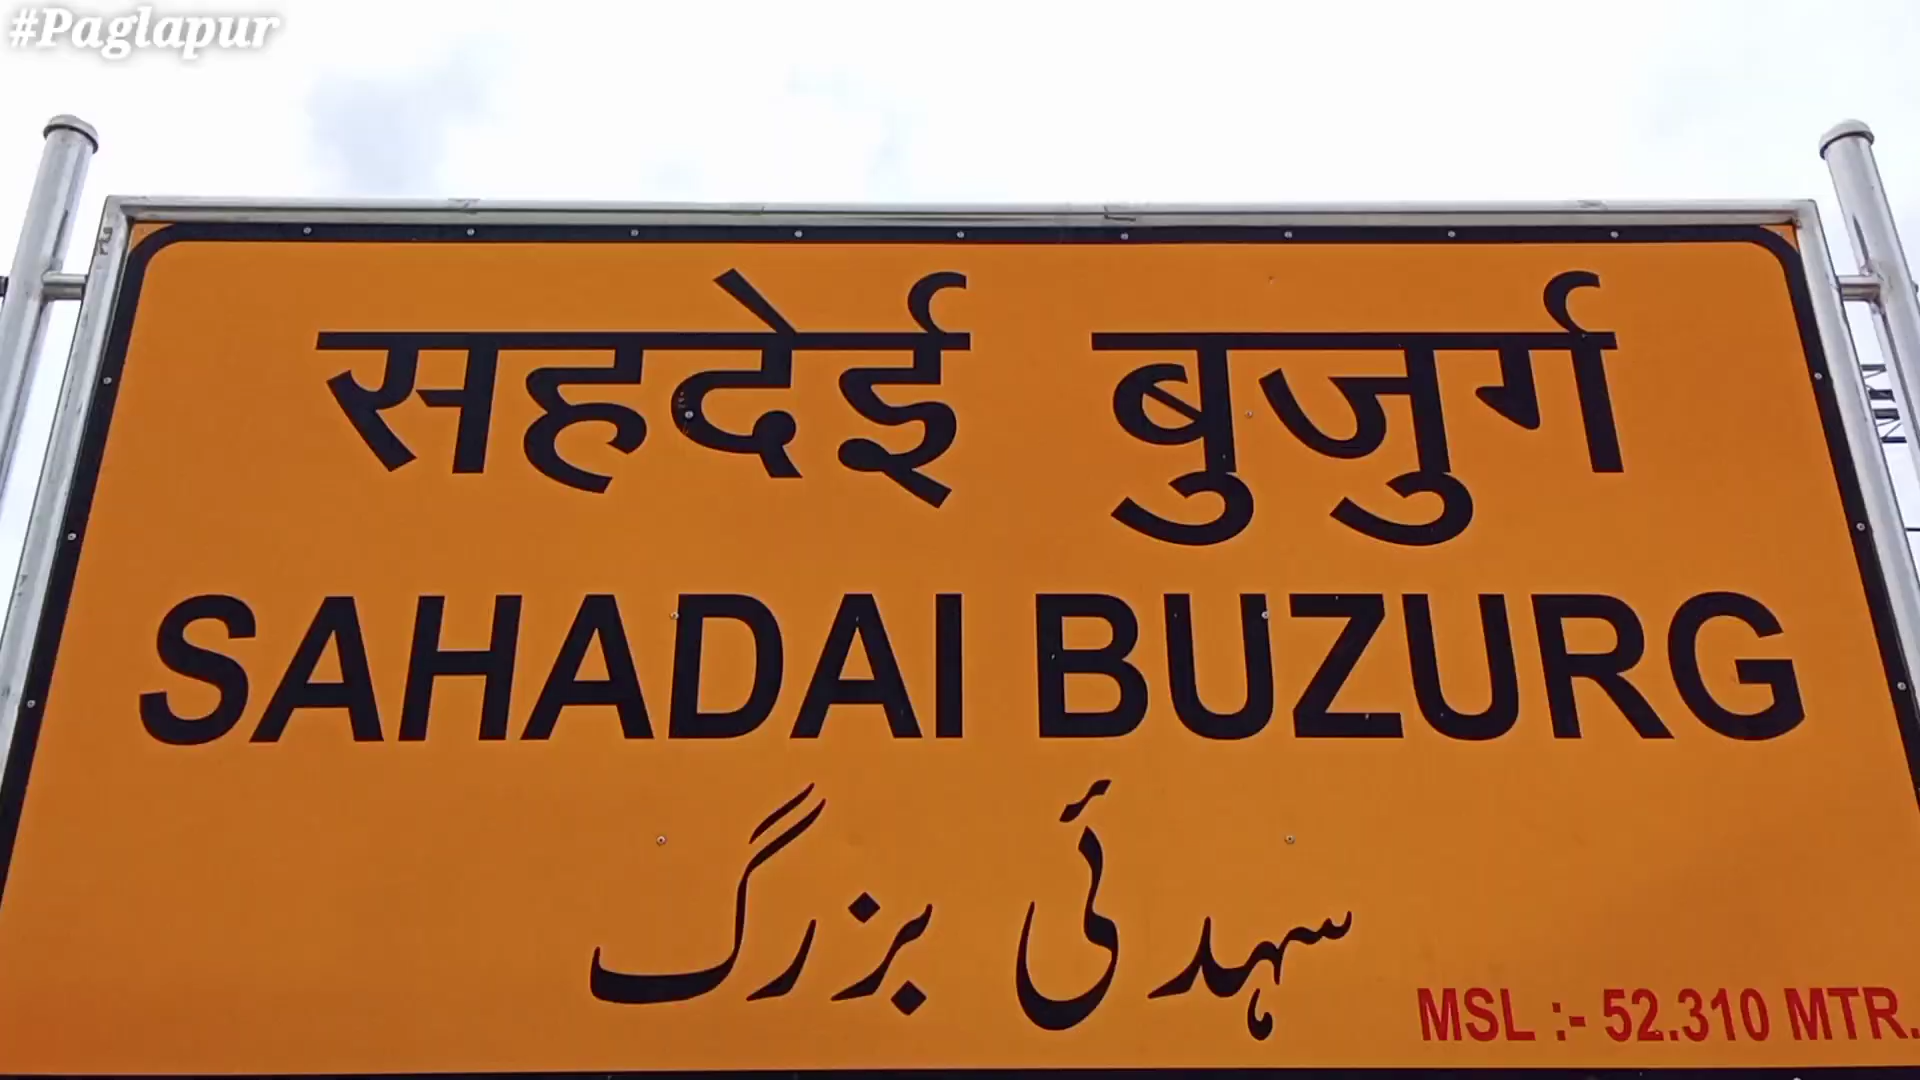 #Paglapur
सहदेई बुजुर्ग
SAHADAI BUZURG
سہدئی بزرگ
MSL :- 52.310 MTR.